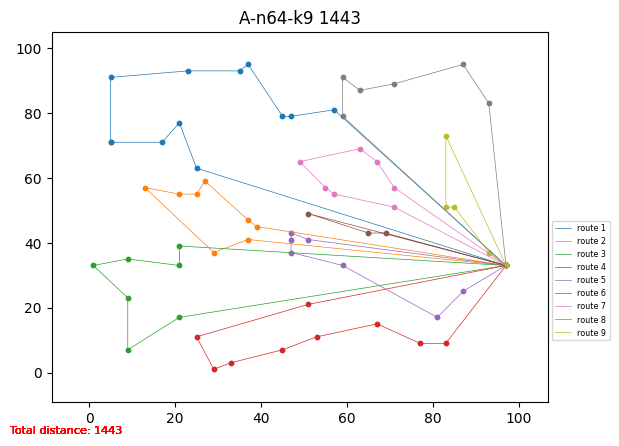 A-n64-k9 1443
100
80
60
40
20
0
0 20 40 60 80 100
route 1
route 2
route 3
route 4
route 5
route 6
route 7
route 8
route 9
Total distance: 1443